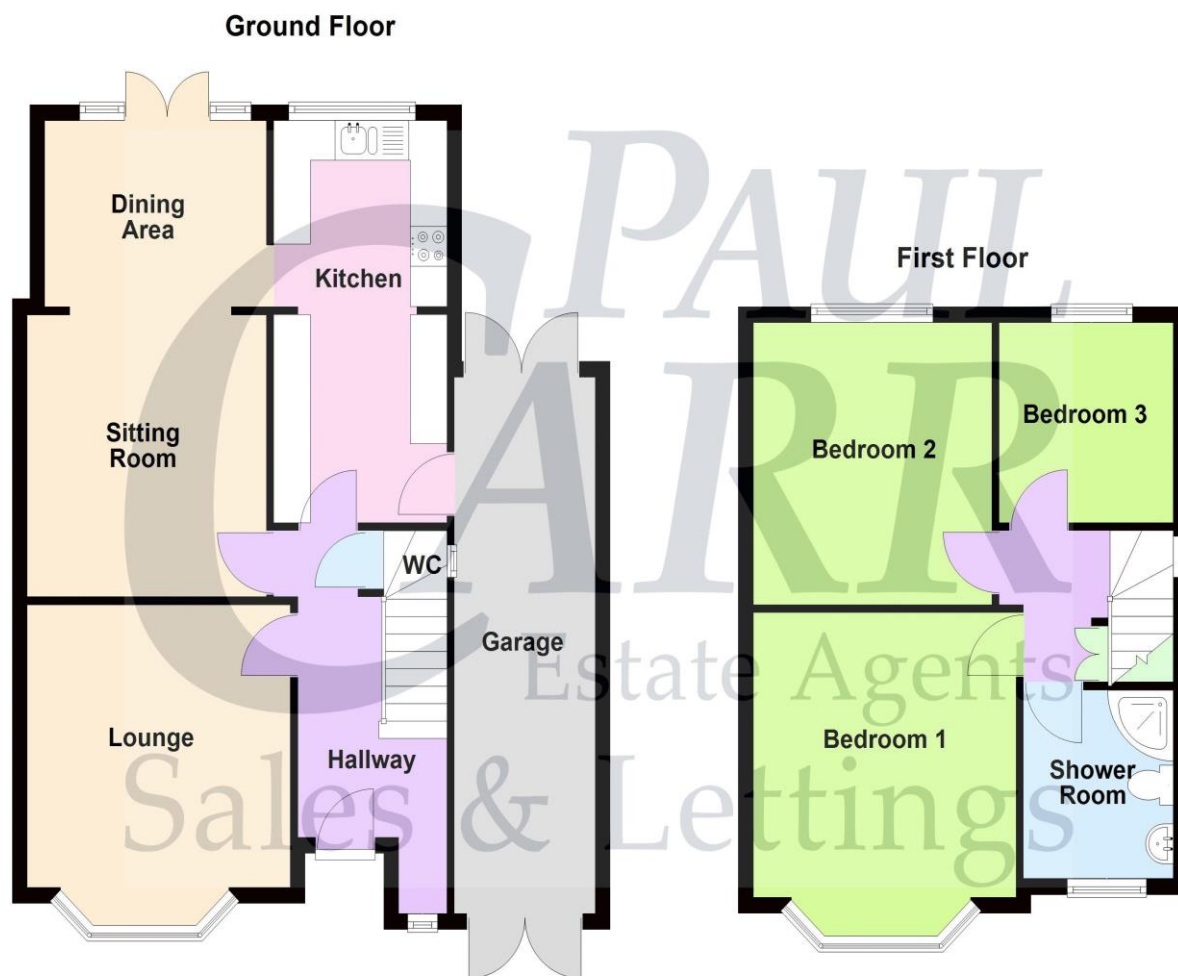 Ground Floor
Dining
Area
Kitchen
Sitting
Room
WC
Garage
Lounge
Hallway
First Floor
Bedroom 2
Bedroom 3
Bedroom 1
Shower
Room
PAUL
CARR
Estate Agents
Sales & Lettings